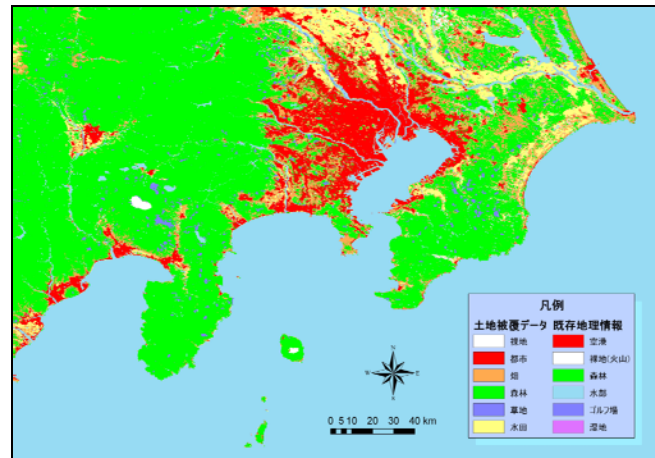 凡例
土地被覆データ 既存地理情報
裸地 空港
都市 裸地(火山)
畑 森林
森林 水部
草地 ゴルフ場
水田 湿地
N
W E
S
0 5 10 20 30 40 km